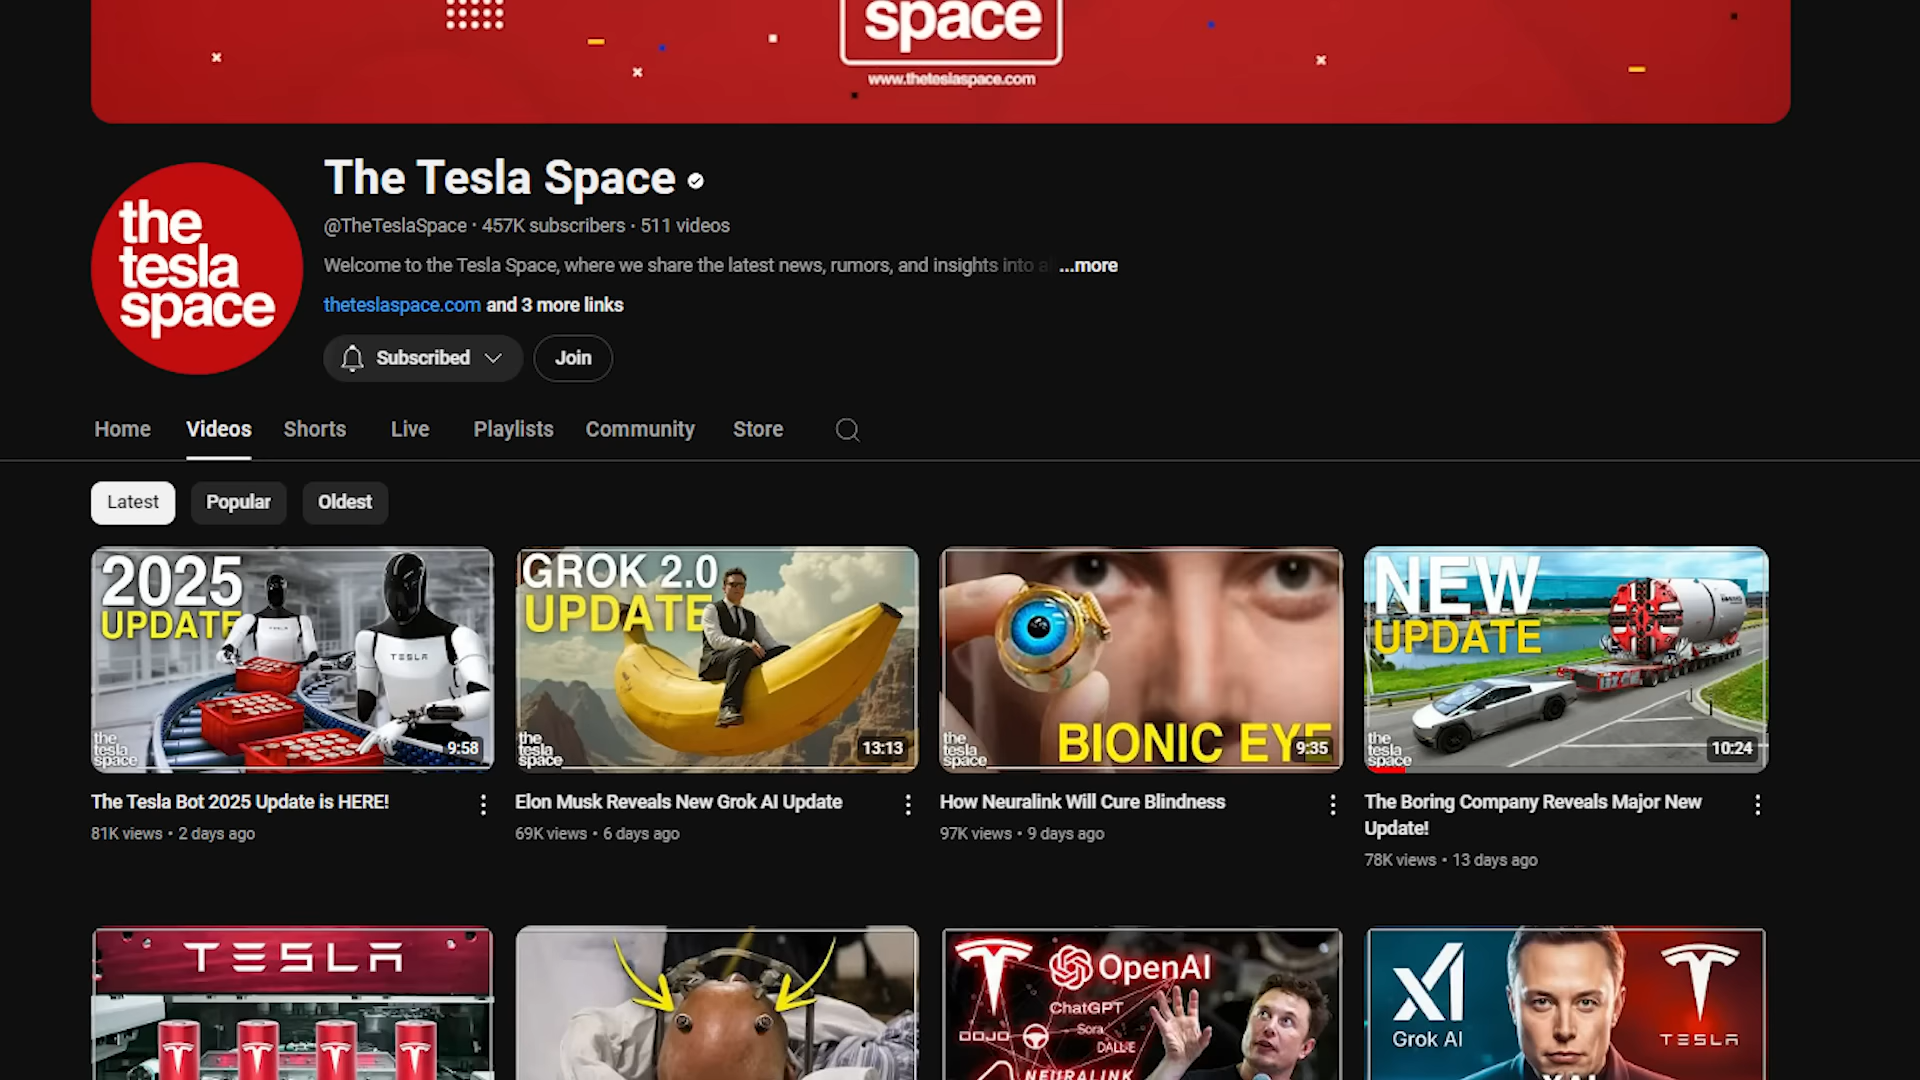 space
www.theteslaspace.com
the
tesla
space
The Tesla Space
@TheTeslaSpace · 457K subscribers · 511 videos
Welcome to the Tesla Space, where we share the latest news, rumors, and insights into ...more
theteslaspace.com and 3 more links
Subscribed
Join
Home Videos Shorts Live Playlists Community Store
Latest Popular Oldest
2025
UPDATE
TESLA
TESLA
the
tesla
space
9:58
GROK 2.0
UPDATE
the
tesla
space
13:13
BIONIC EYE
the
tesla
space
9:35
NEW
UPDATE
the
tesla
space
10:24
The Tesla Bot 2025 Update is HERE!
81K views • 2 days ago
Elon Musk Reveals New Grok AI Update
69K views • 6 days ago
How Neuralink Will Cure Blindness
97K views • 9 days ago
The Boring Company Reveals Major New
Update!
78K views • 13 days ago
TESLA
OpenAI
ChatGPT
Sora
DOJO
DALL·E
NEURALINK
xI
Grok AI
TESLA